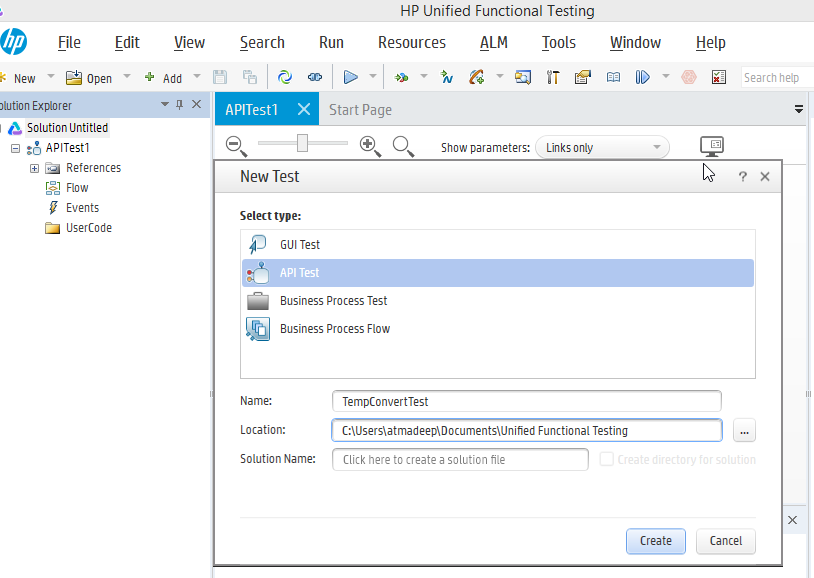 HP Unified Functional Testing
hp File Edit View Search Run Resources ALM Tools Window Help
New Open Add Search help
olution Explorer
APITest1 Start Page
Solution Untitled
APITest1
References
Flow
Events
UserCode
Show parameters: Links only
New Test ?
Select type:
GUI Test
API Test
Business Process Test
Business Process Flow
Name: TempConvertTest
Location: C:\Users\atmadeep\Documents\Unified Functional Testing ...
Solution Name: Click here to create a solution file Create directory for solution
Create Cancel